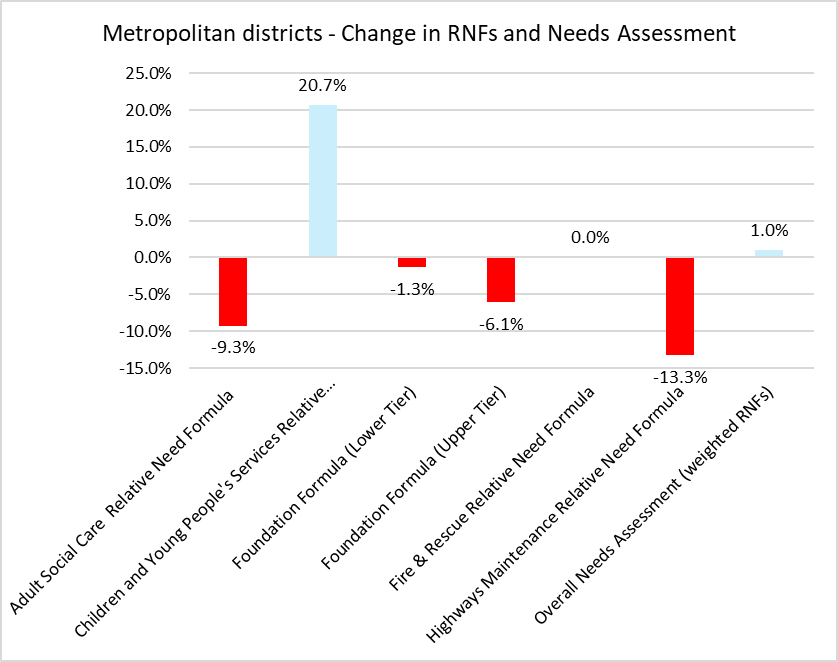 Metropolitan districts - Change in RNFs and Needs Assessment
25.0%
20.0%
15.0%
10.0%
5.0%
0.0%
-5.0%
-10.0%
-15.0%
-9.3%
20.7%
-1.3%
-6.1%
0.0%
-13.3%
1.0%
Adult Social Care  Relative Need Formula
Children and Young People's Services Relative...
Foundation Formula (Lower Tier)
Foundation Formula (Upper Tier)
Fire & Rescue Relative Need Formula
Highways Maintenance Relative Need Formula
Overall Needs Assessment (weighted RNFs)